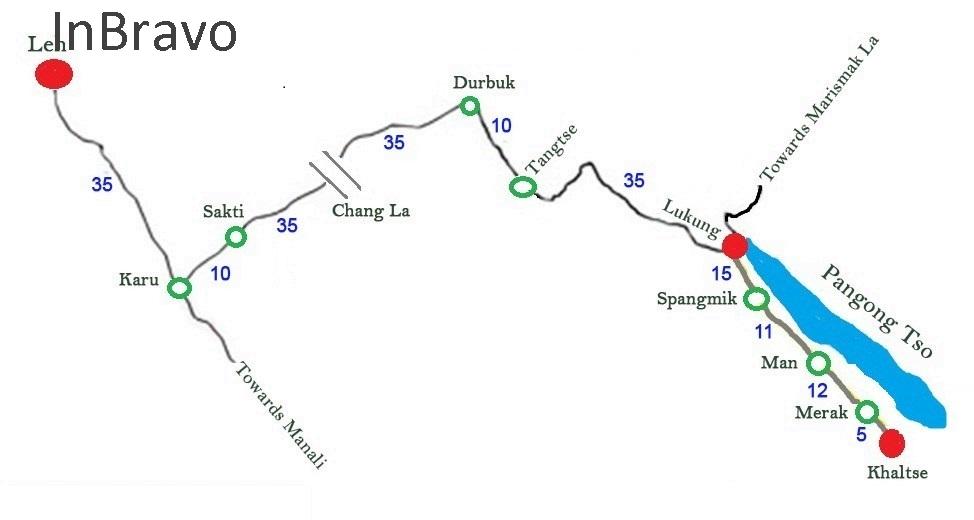 InBravo
Leh
Durbuk
10
Tangtse
35
Towards Marismak La
35
35
Sakti
35
Chang La
Lukung
Karu
10
15
Pangong Tso
Spangmik
11
Man
12
Merak
5
Khaltse
Towards Manali